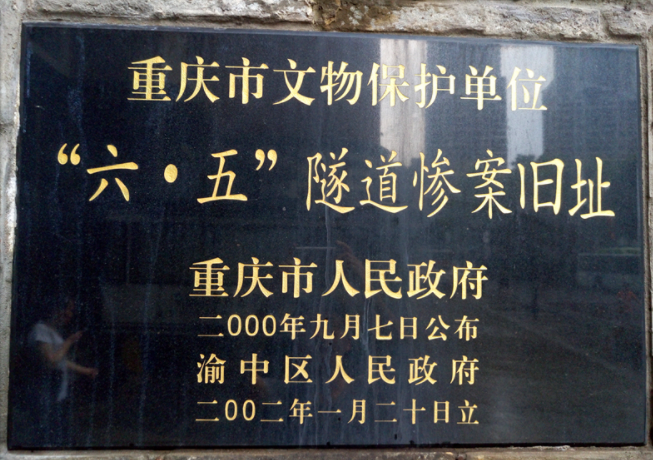 重庆市文物保护单位
“六·五”隧道惨案旧址
重庆市人民政府
二000年九月七日公布
渝中区人民政府
二00二年一月二十日立